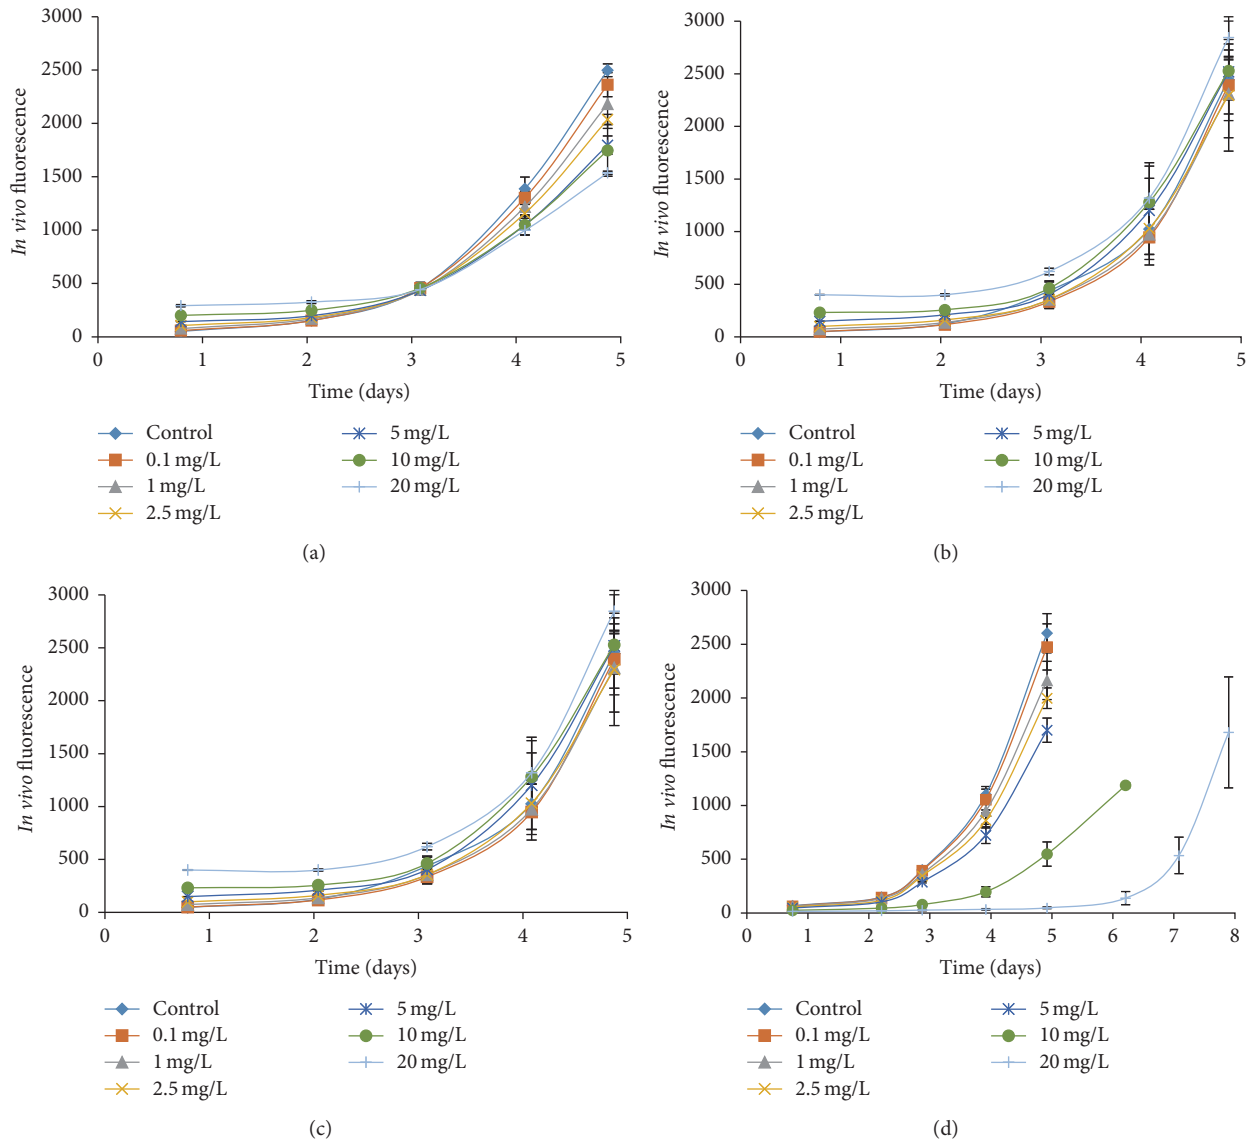 3000
2500
2000
1500
1000
500
0
In vivo fluorescence
0 1 2 3 4 5
Time (days)
Control
0.1 mg/L
1 mg/L
2.5 mg/L
5 mg/L
10 mg/L
20 mg/L
(a)
3000
2500
2000
1500
1000
500
0
In vivo fluorescence
0 1 2 3 4 5
Time (days)
Control
0.1 mg/L
1 mg/L
2.5 mg/L
5 mg/L
10 mg/L
20 mg/L
(b)
3000
2500
2000
1500
1000
500
0
In vivo fluorescence
0 1 2 3 4 5
Time (days)
Control
0.1 mg/L
1 mg/L
2.5 mg/L
5 mg/L
10 mg/L
20 mg/L
(c)
3000
2500
2000
1500
1000
500
0
In vivo fluorescence
0 1 2 3 4 5 6 7 8
Time (days)
Control
0.1 mg/L
1 mg/L
2.5 mg/L
5 mg/L
10 mg/L
20 mg/L
(d)